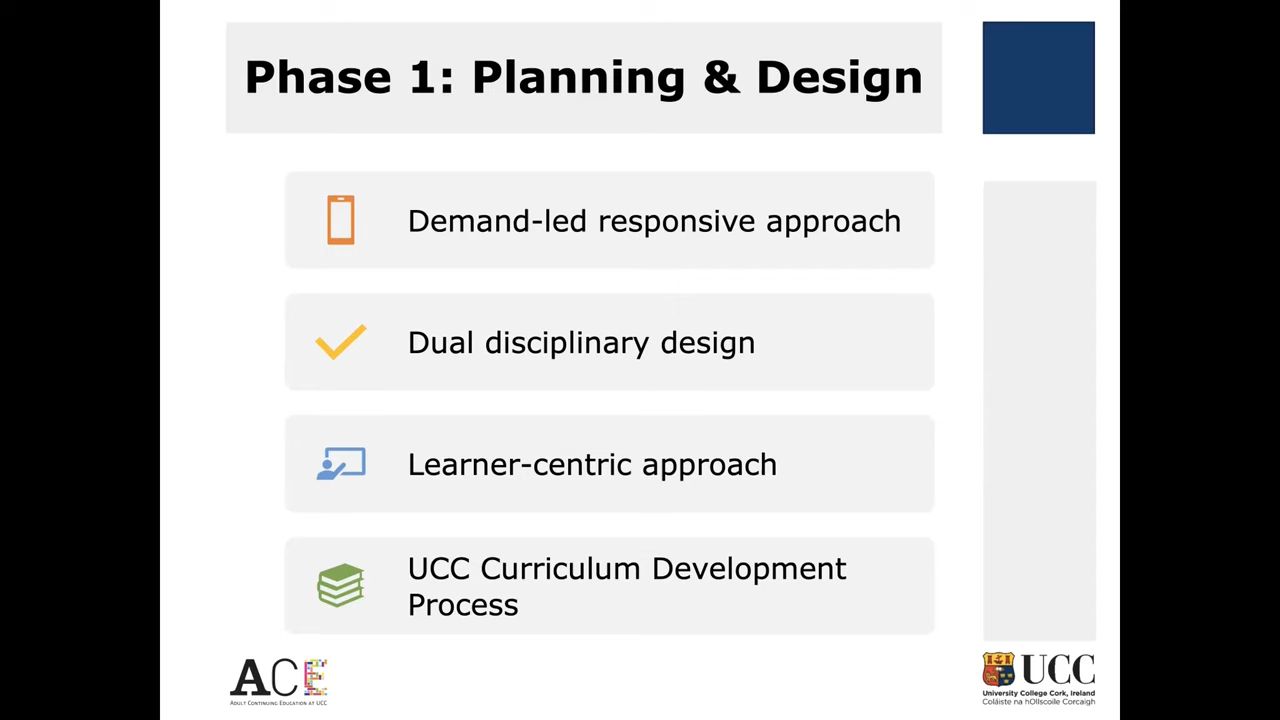 Phase 1: Planning & Design
Demand-led responsive approach
Dual disciplinary design
Learner-centric approach
UCC Curriculum Development
Process
ACE
ADULT CONTINUING EDUCATION AT UCC
UCC
University College Cork, Ireland
Coláiste na hOllscoile Corcaigh